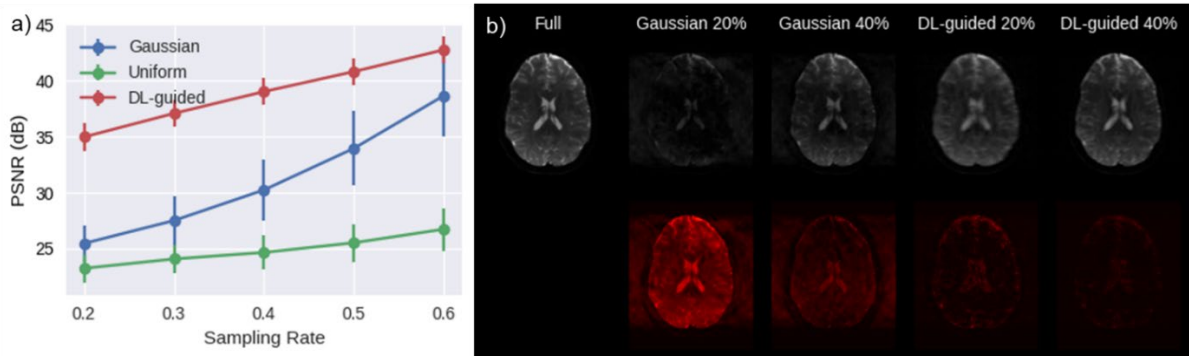 a)
45
40
35
30
25
PSNR (dB)
Gaussian
Uniform
DL-guided
0.2 0.3 0.4 0.5 0.6
Sampling Rate
b)
Full Gaussian 20% Gaussian 40% DL-guided 20% DL-guided 40%